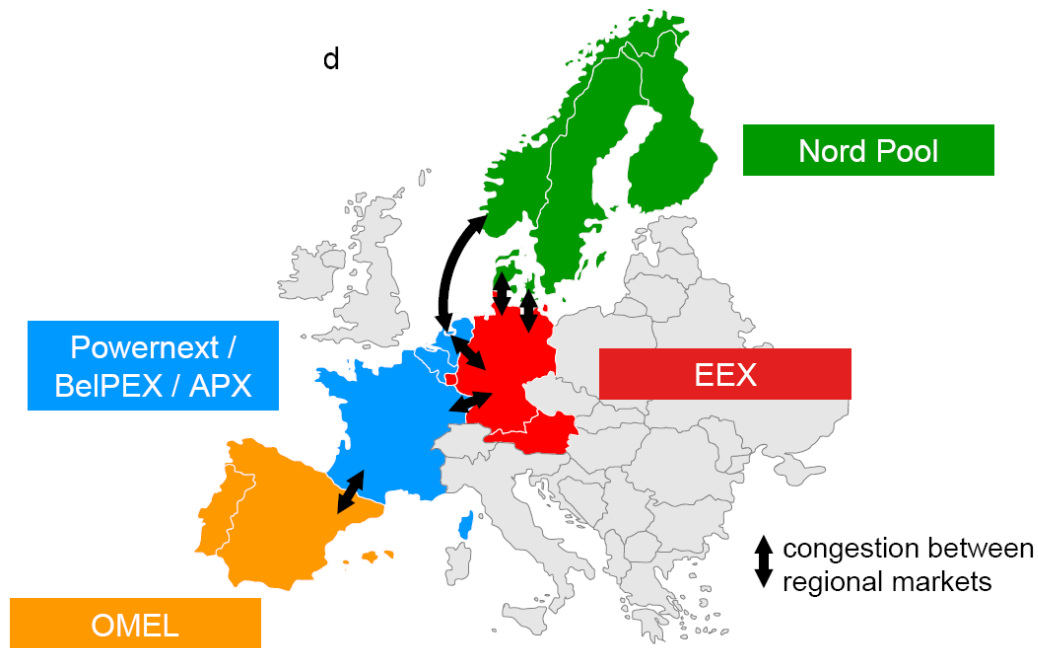 d
Nord Pool
Powernext /
BelPEX / APX
EEX
congestion between
regional markets
OMEL